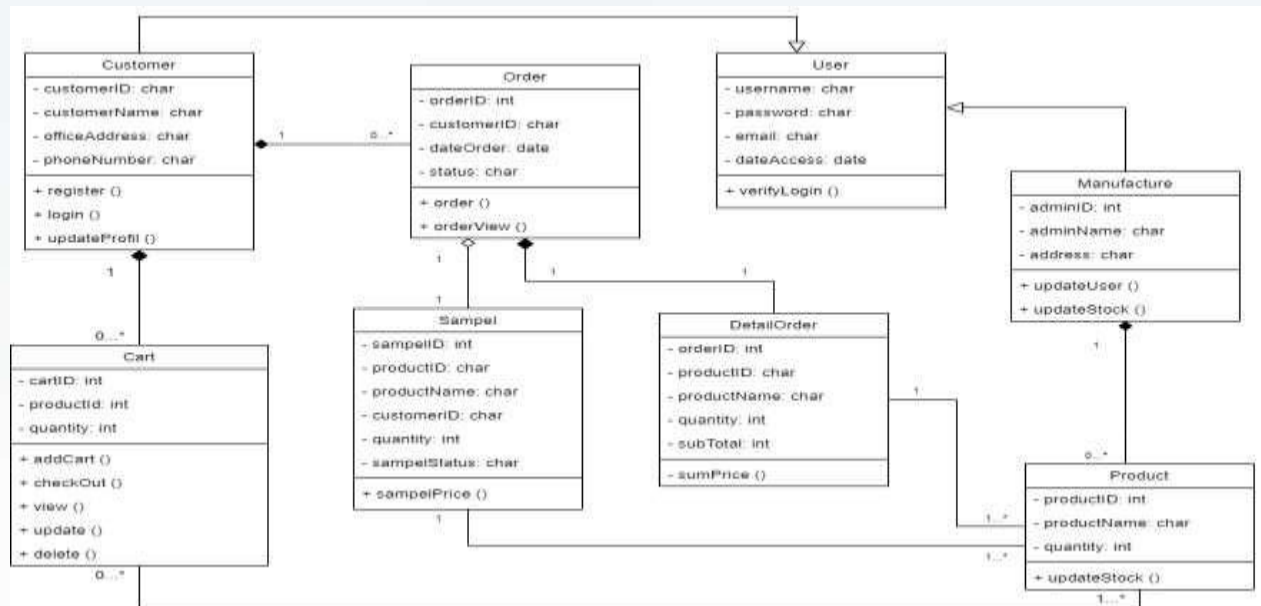 Customer
- customerID: char
- customerName: char
- officeAddress: char
- phoneNumber: char
+ register ()
+ login ()
+ updateProfil ()
1
0...*
Order
- orderID: int
- customerID: char
- dateOrder: date
- status: char
+ order ()
+ orderView ()
User
- username: char
- password: char
- email: char
- dateAccess: date
+ verifyLogin ()
Manufacture
- adminID: int
- adminName: char
- address: char
+ updateUser ()
+ updateStock ()
1
0...*
1
1
1
1
Cart
- cartID: int
- productId: int
- quantity: int
+ addCart ()
+ checkOut ()
+ view ()
+ update ()
+ delete ()
0...*
Sampel
- sampelID: int
- productID: char
- productName: char
- customerID: char
- quantity: int
- sampelStatus: char
+ sampelPrice ()
1
DetailOrder
- orderID: int
- productID: char
- productName: char
- quantity: int
- subTotal: int
- sumPrice ()
1
1
0..*
1..*
1..*
Product
- productID: int
- productName: char
- quantity: int
+ updateStock ()
1...*